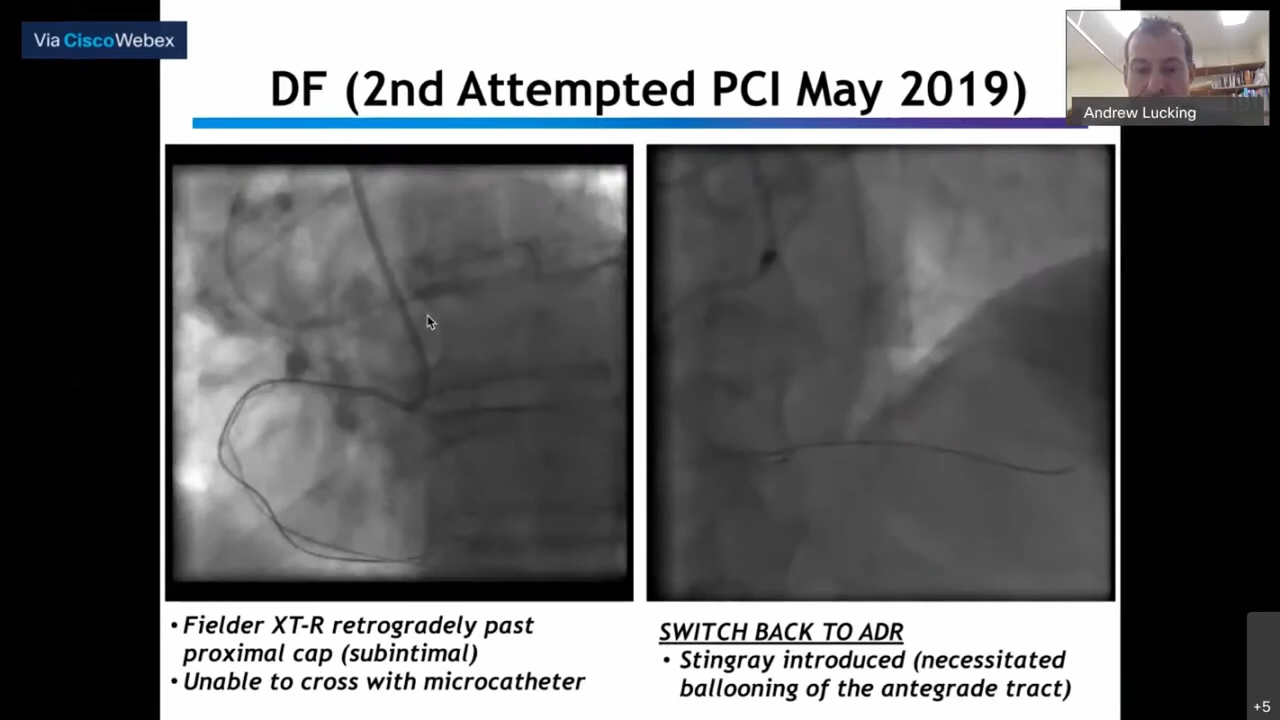 Via CiscoWebex
DF (2nd Attempted PCI May 2019)
Andrew Lucking
• Fielder XT-R retrogradely past
proximal cap (subintimal)
• Unable to cross with microcatheter
SWITCH BACK TO ADR
• Stingray introduced (necessitated
ballooning of the antegrade tract)
+5